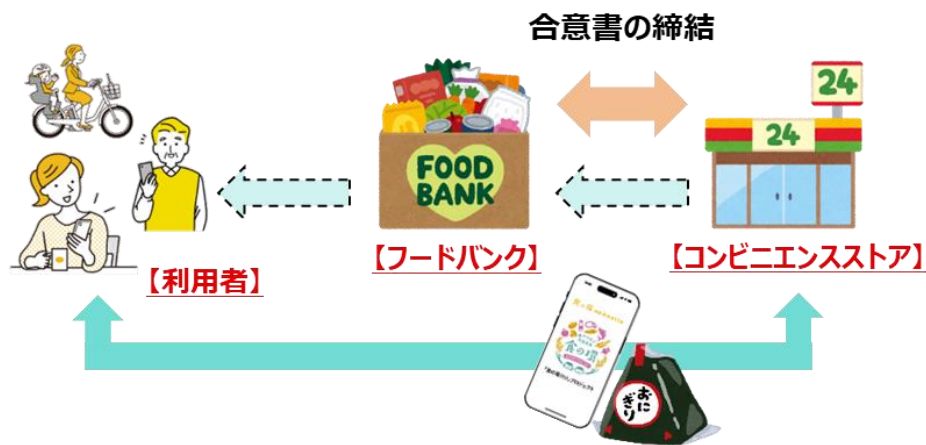 合意書の締結
24
24
FOOD
BANK
【フードバンク】
【コンビニエンスストア】
【利用者】
食の環
おに
ぎり